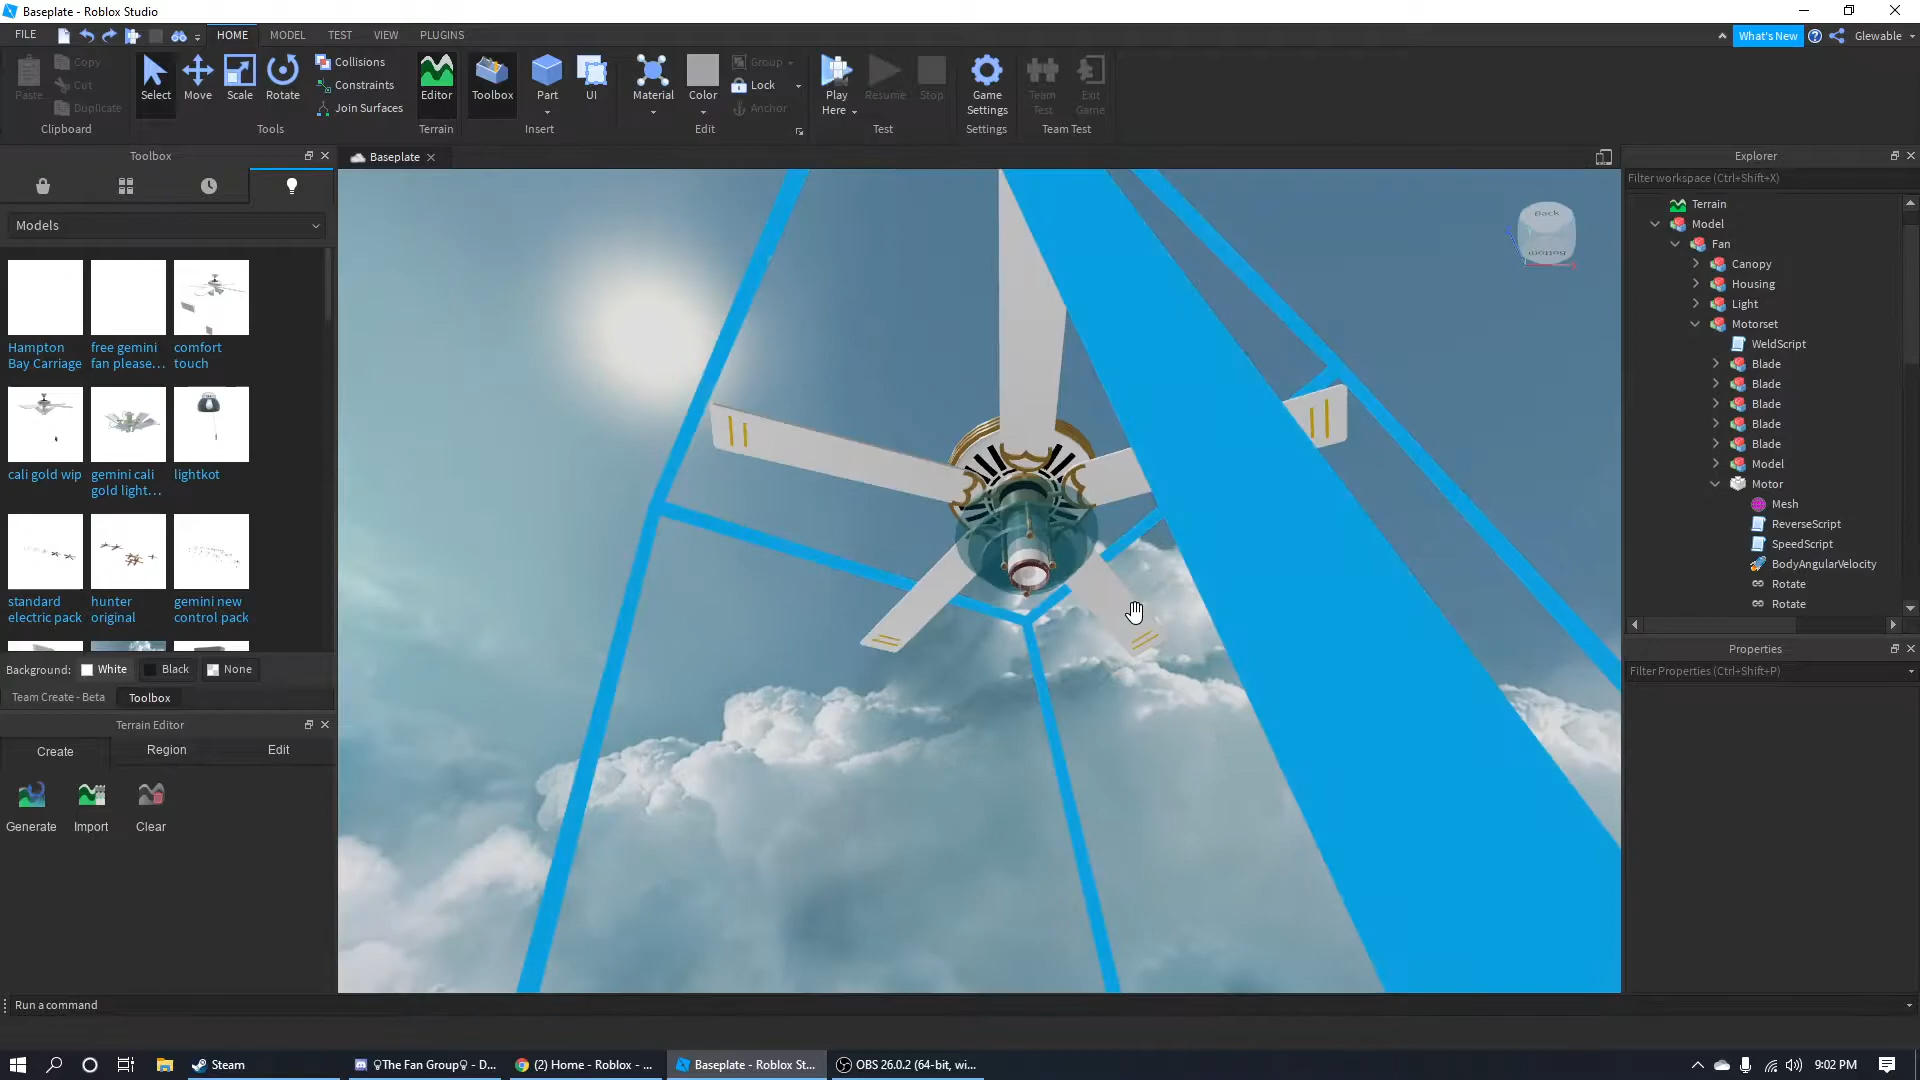 Baseplate - Roblox Studio
FILE
HOME
MODEL
TEST
VIEW
PLUGINS
What's New
Glewable
Paste
Copy
Cut
Duplicate
Clipboard
Select
Move
Scale
Rotate
Collisions
Constraints
Join Surfaces
Tools
Editor
Terrain
Toolbox
Part
UI
Insert
Material
Color
Group
Lock
Anchor
Edit
Play
Here
Resume
Stop
Test
Game
Settings
Settings
Team
Test
Exit
Game
Team Test
Toolbox
Models
Hampton
Bay Carriage
free gemini
fan please...
comfort
touch
cali gold wip
gemini cali
gold light...
lightkot
standard
electric pack
hunter
original
gemini new
control pack
Background:
White
Black
None
Team Create - Beta
Toolbox
Terrain Editor
Create
Region
Edit
Generate
Import
Clear
Baseplate
Back
Bottom
Explorer
Filter workspace (Ctrl+Shift+X)
Terrain
Model
Fan
Canopy
Housing
Light
Motorset
WeldScript
Blade
Blade
Blade
Blade
Blade
Model
Motor
Mesh
ReverseScript
SpeedScript
BodyAngularVelocity
Rotate
Rotate
Properties
Filter Properties (Ctrl+Shift+P)
Run a command
Steam
The Fan Group - D...
(2) Home - Roblox - ...
Baseplate - Roblox St...
OBS 26.0.2 (64-bit, wi...
9:02 PM